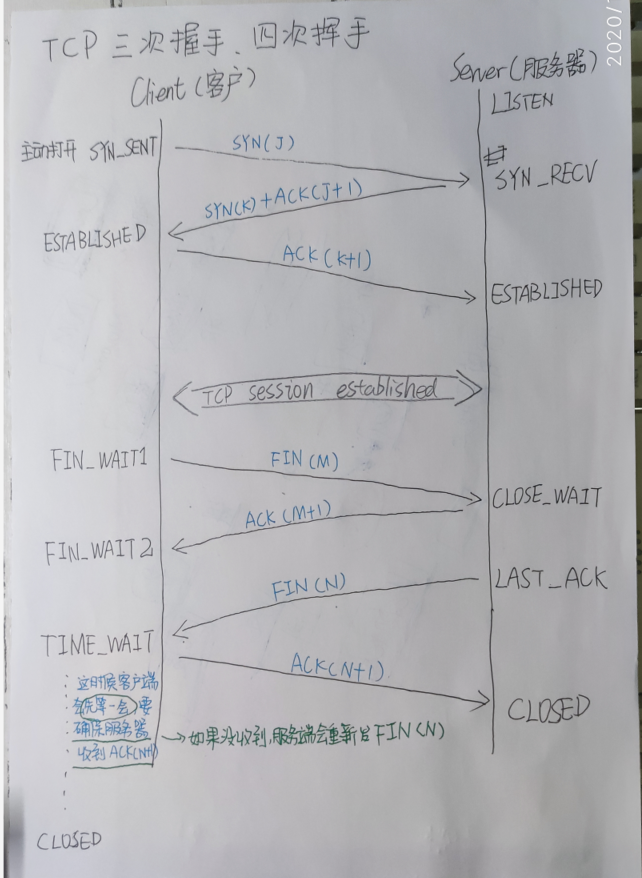 TCP 三次握手、四次挥手
2020/
Client(客户)
Server(服务器)
LISTEN
主动打开 SYN_SENT
SYN(J)
SYN_RECV
SYN(K)+ACK(J+1)
ESTABLISHED
ACK(K+1)
ESTABLISHED
TCP session established
FIN_WAIT1
FIN(M)
CLOSE_WAIT
ACK(M+1)
FIN_WAIT2
FIN(N)
LAST_ACK
TIME_WAIT
ACK(N+1)
CLOSED
这时候客户端
会先等一会,要
确保服务器
收到ACK(N+1)
→如果没收到,服务端会重新发FIN(N)
CLOSED